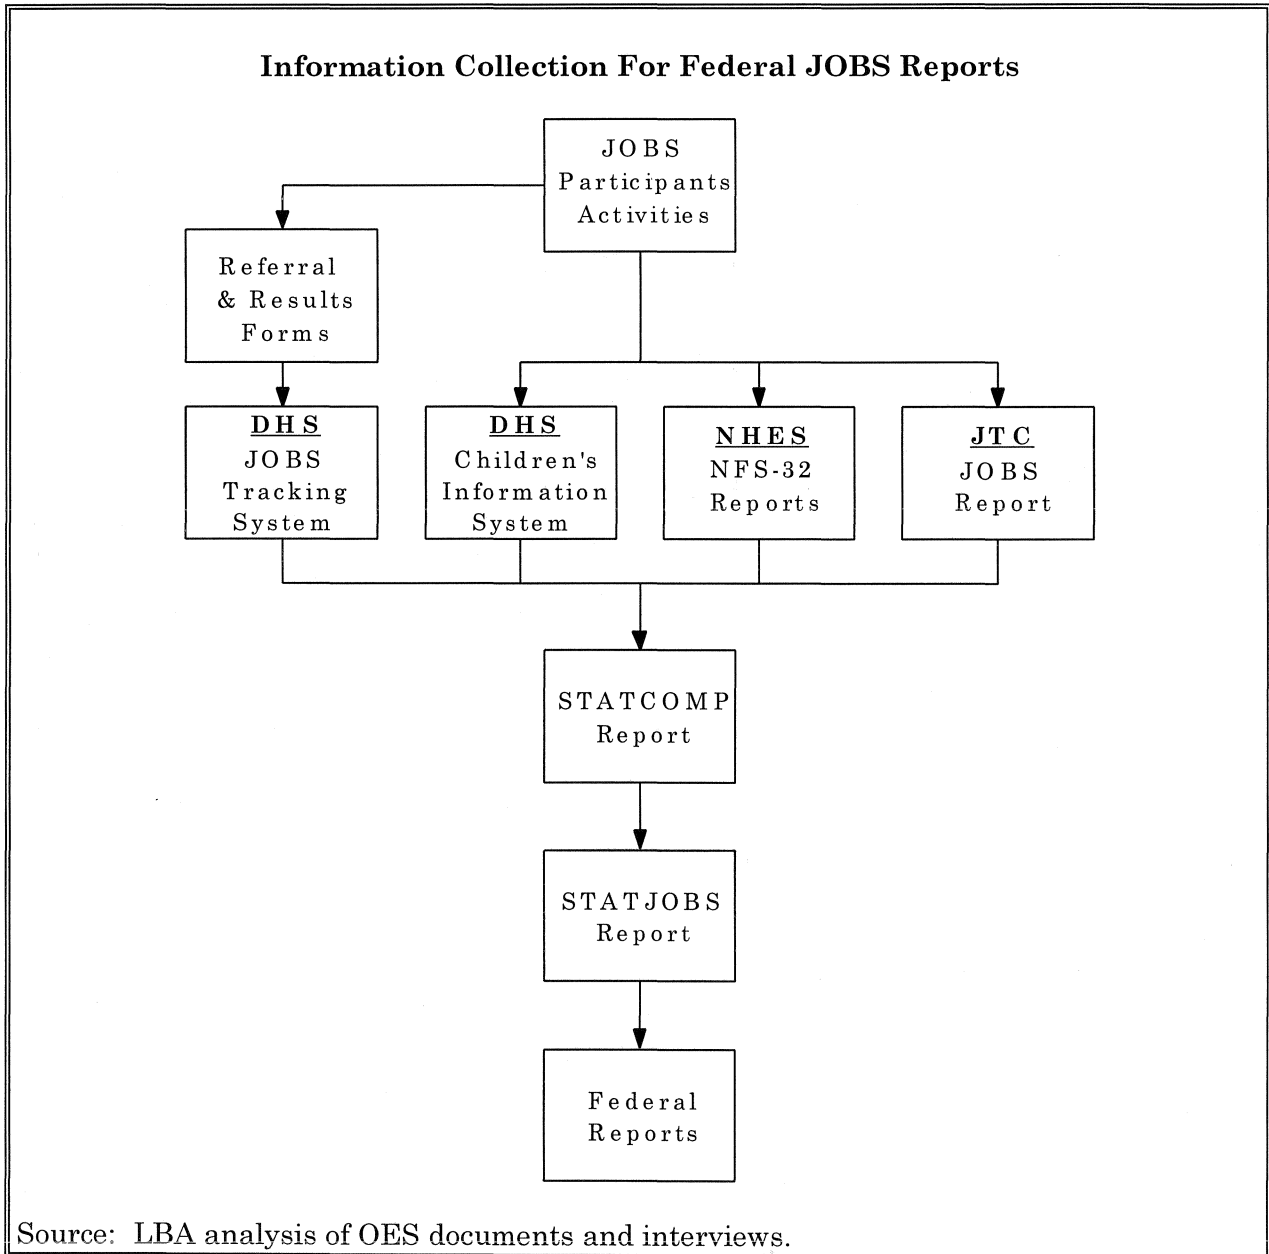 Information Collection For Federal JOBS Reports
JOBS
Participants
Activities
Referral
& Results
Forms
DHS
JOBS
Tracking
System
DHS
Children's
Information
System
NHES
NFS-32
Reports
JTC
JOBS
Report
STATCOMP
Report
STATJOBS
Report
Federal
Reports
Source: LBA analysis of OES documents and interviews.